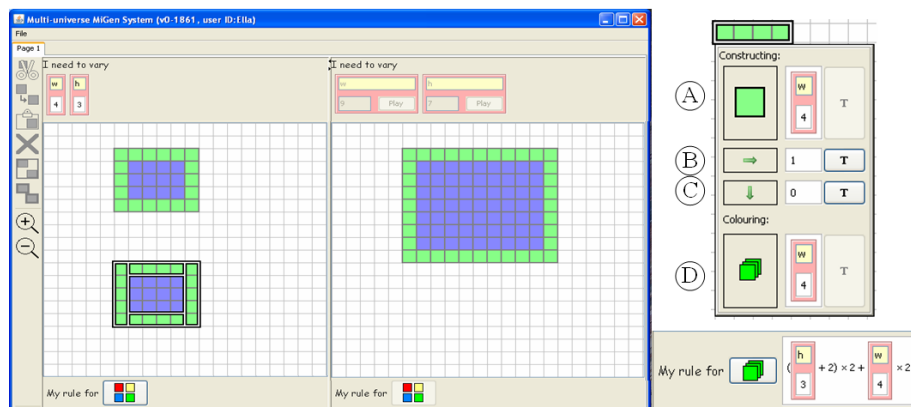 Multi-universe MiGen System (v0-1861, user ID:Ella)
File
Page 1
I need to vary
w h
4 3
I need to vary
w h
9 Play 7 Play
My rule for
My rule for
Constructing:
A w 4 T
B 1 T
C 0 T
Colouring:
D w 4 T
My rule for ( h 3 + 2) × 2 + w 4 × 2